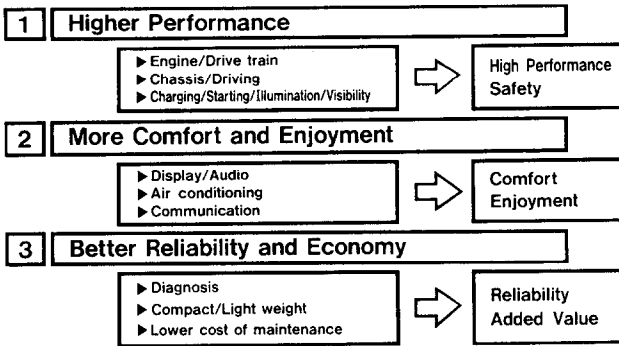 1 Higher Performance
▶ Engine/Drive train
▶ Chassis/Driving
▶ Charging/Starting/Illumination/Visibility
High Performance
Safety
2 More Comfort and Enjoyment
▶ Display/Audio
▶ Air conditioning
▶ Communication
Comfort
Enjoyment
3 Better Reliability and Economy
▶ Diagnosis
▶ Compact/Light weight
▶ Lower cost of maintenance
Reliability
Added Value